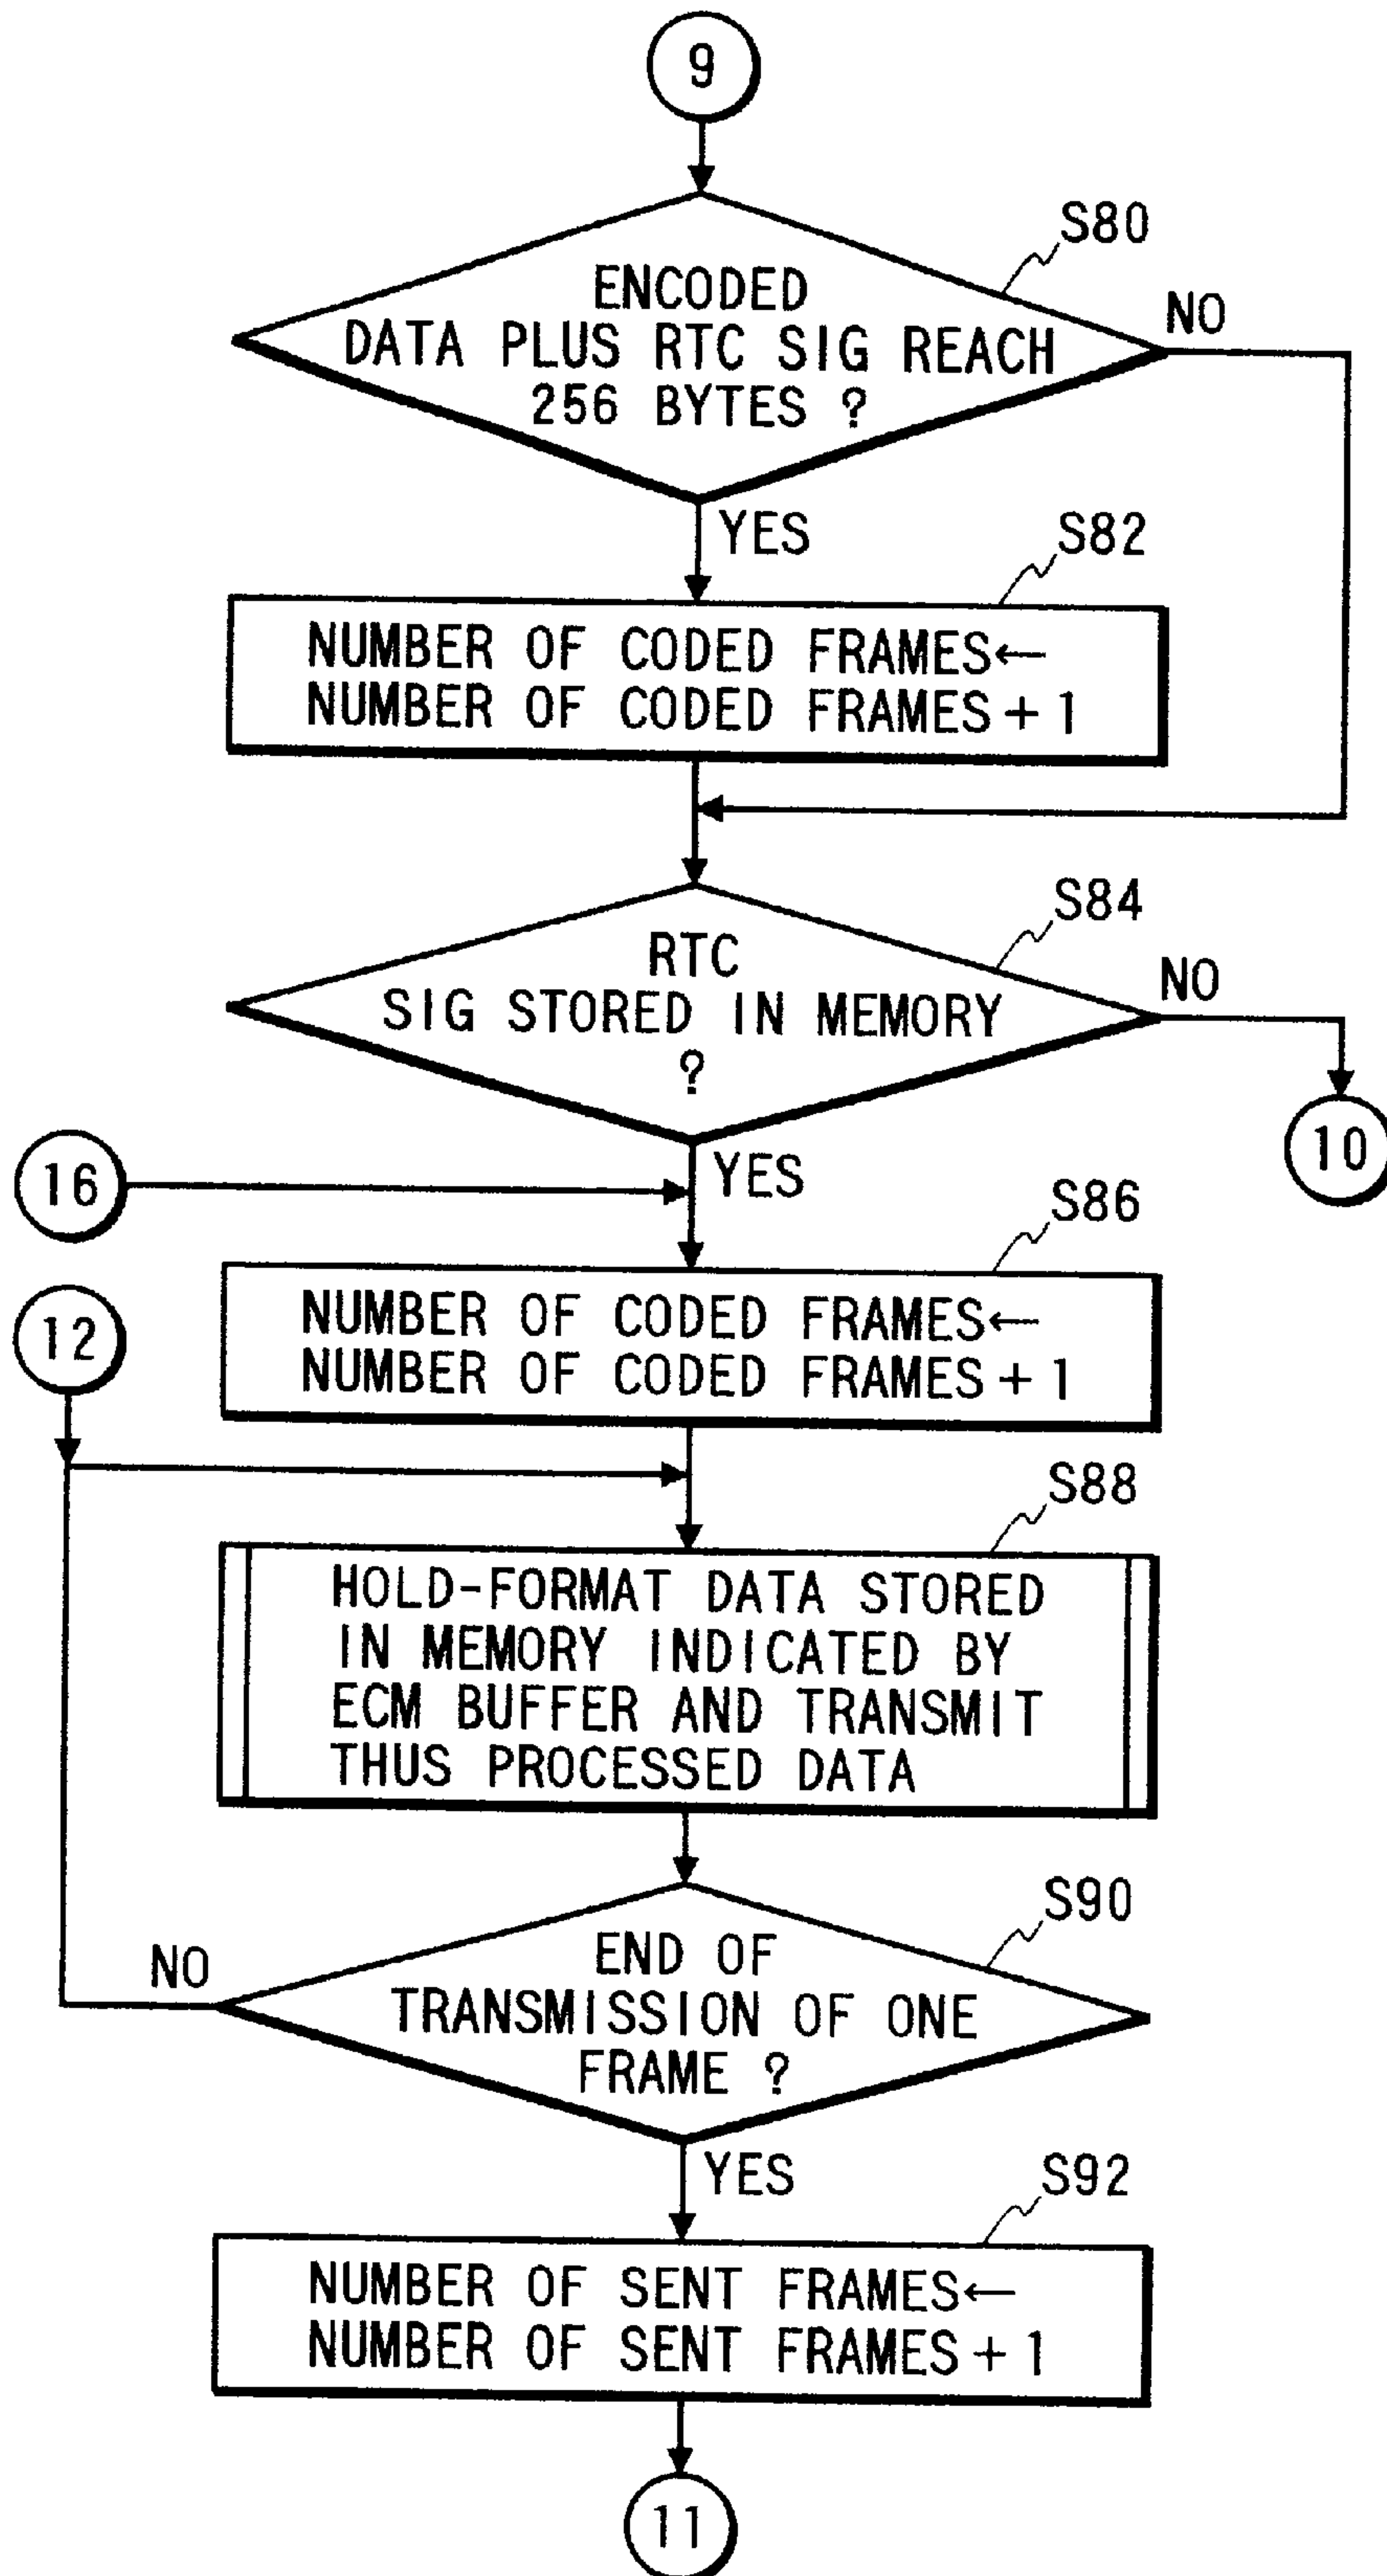 9
S80
ENCODED
DATA PLUS RTC SIG REACH
256 BYTES ?
NO
YES
S82
NUMBER OF CODED FRAMES←
NUMBER OF CODED FRAMES+1
S84
RTC
SIG STORED IN MEMORY
?
NO
10
YES
16
S86
NUMBER OF CODED FRAMES←
NUMBER OF CODED FRAMES+1
12
S88
HOLD-FORMAT DATA STORED
IN MEMORY INDICATED BY
ECM BUFFER AND TRANSMIT
THUS PROCESSED DATA
S90
END OF
TRANSMISSION OF ONE
FRAME ?
NO
YES
S92
NUMBER OF SENT FRAMES←
NUMBER OF SENT FRAMES+1
11